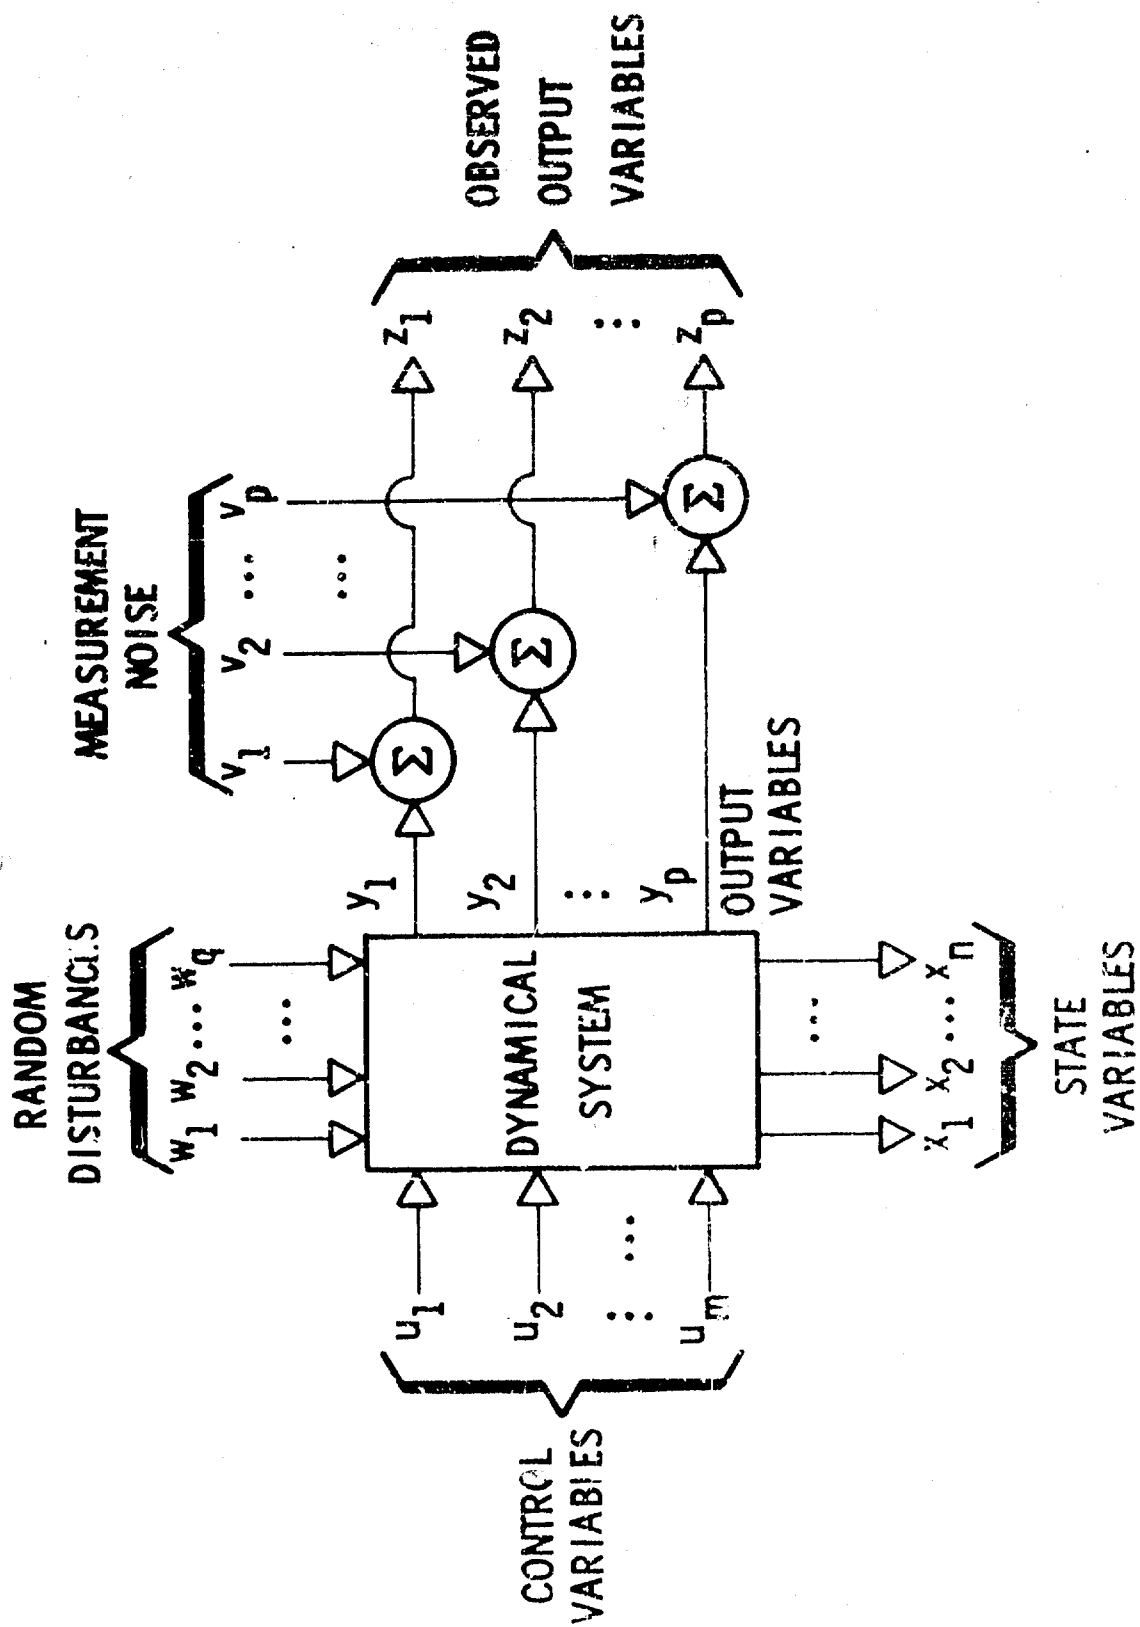 RANDOM
DISTURBANCES
w1 w2 ... wq
...
MEASUREMENT
NOISE
v1 v2 ... vp
...
CONTROL
VARIABLES
u1
u2
...
um
...
DYNAMICAL
SYSTEM
y1
y2
...
yp
OUTPUT
VARIABLES
Σ
Σ
Σ
z1
z2
...
zp
OBSERVED
OUTPUT
VARIABLES
...
x1 x2 ... xn
STATE
VARIABLES